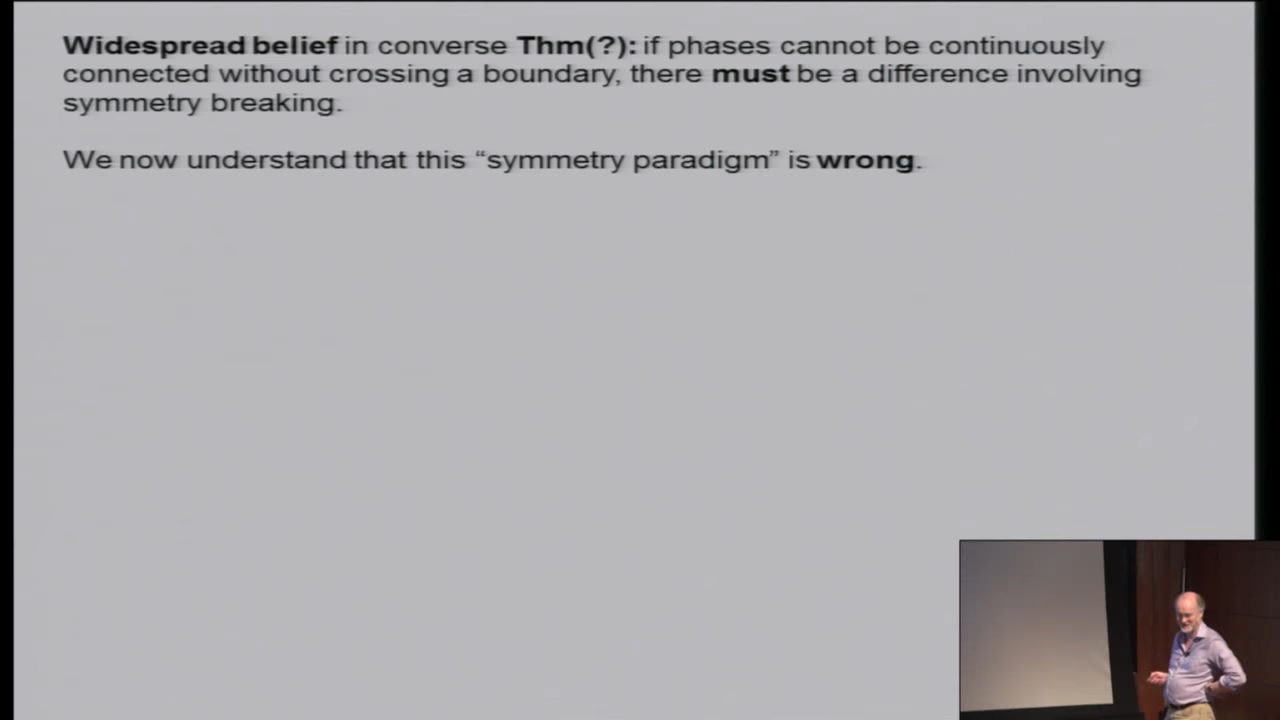 Widespread belief in converse Thm(?): if phases cannot be continuously
connected without crossing a boundary, there must be a difference involving
symmetry breaking.
We now understand that this “symmetry paradigm” is wrong.